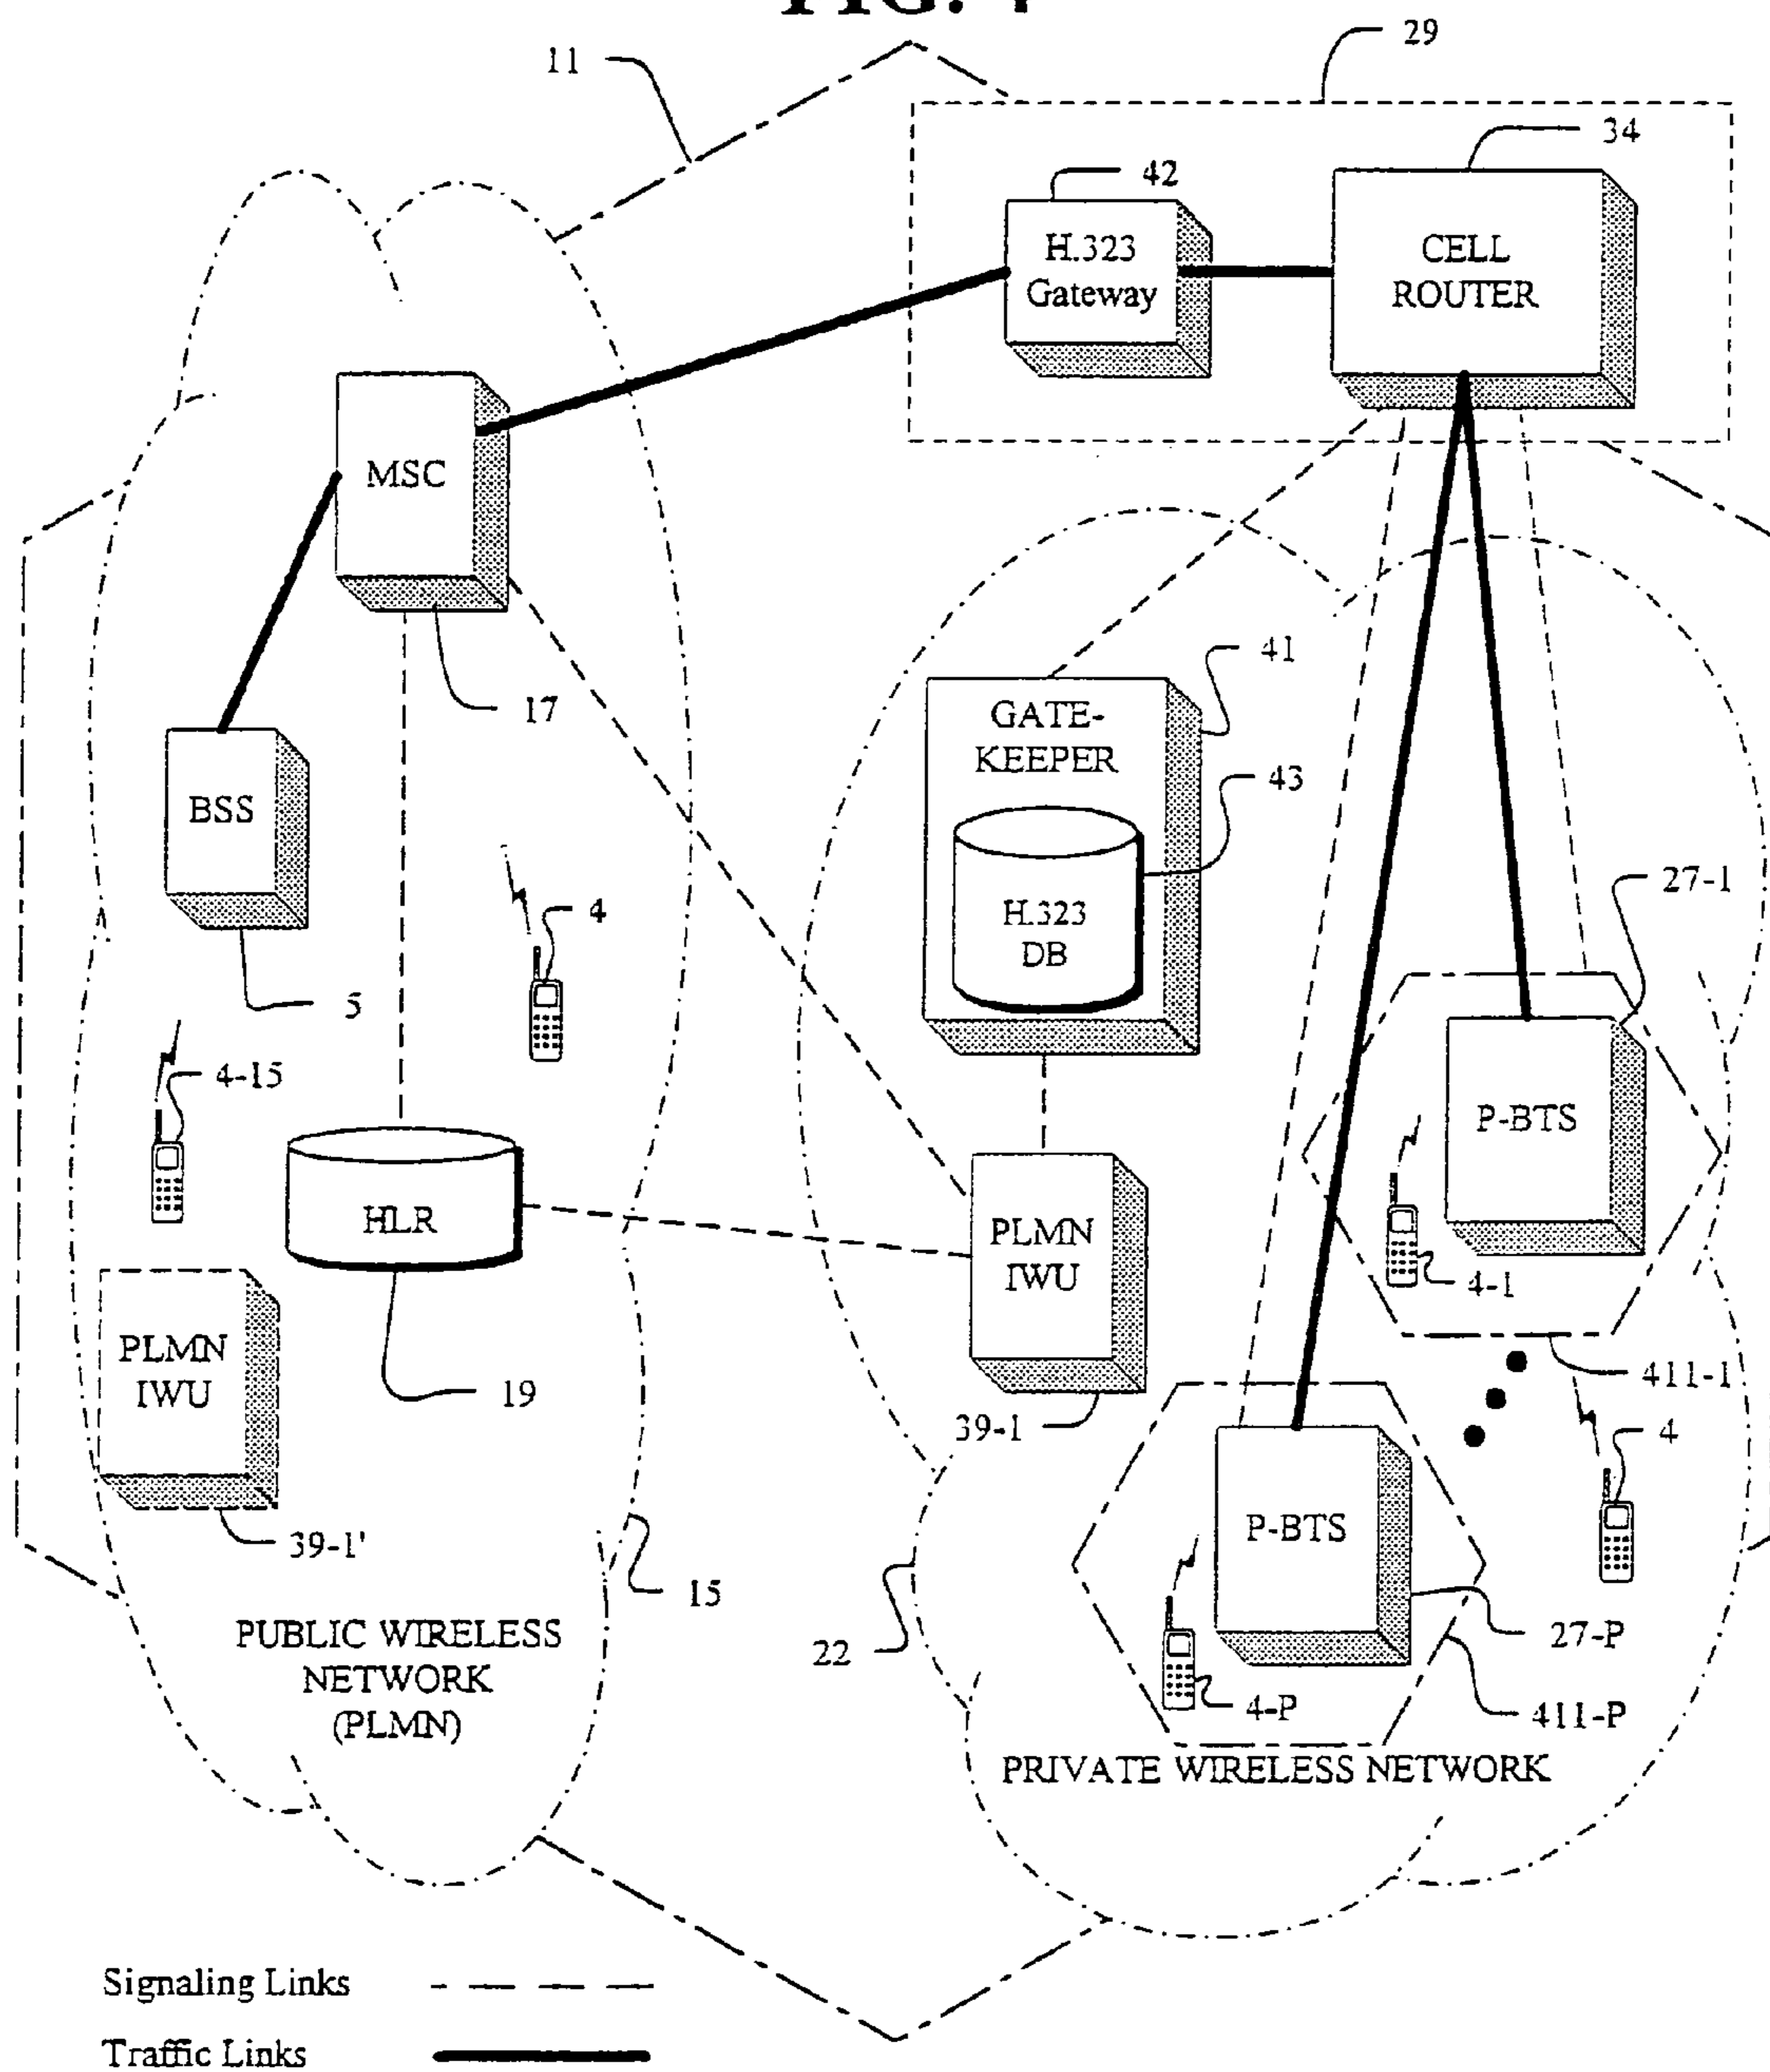 11
29
34
42
H.323
Gateway
CELL
ROUTER
MSC
17
41
GATE-
KEEPER
43
BSS
H.323
DB
27-1
4
5
4-15
P-BTS
HLR
PLMN
IWU
4-1
PLMN
IWU
19
39-1
411-1
4
P-BTS
39-1'
15
22
27-P
PUBLIC WIRELESS
NETWORK
(PLMN)
4-P
411-P
PRIVATE WIRELESS NETWORK
Signaling Links
Traffic Links